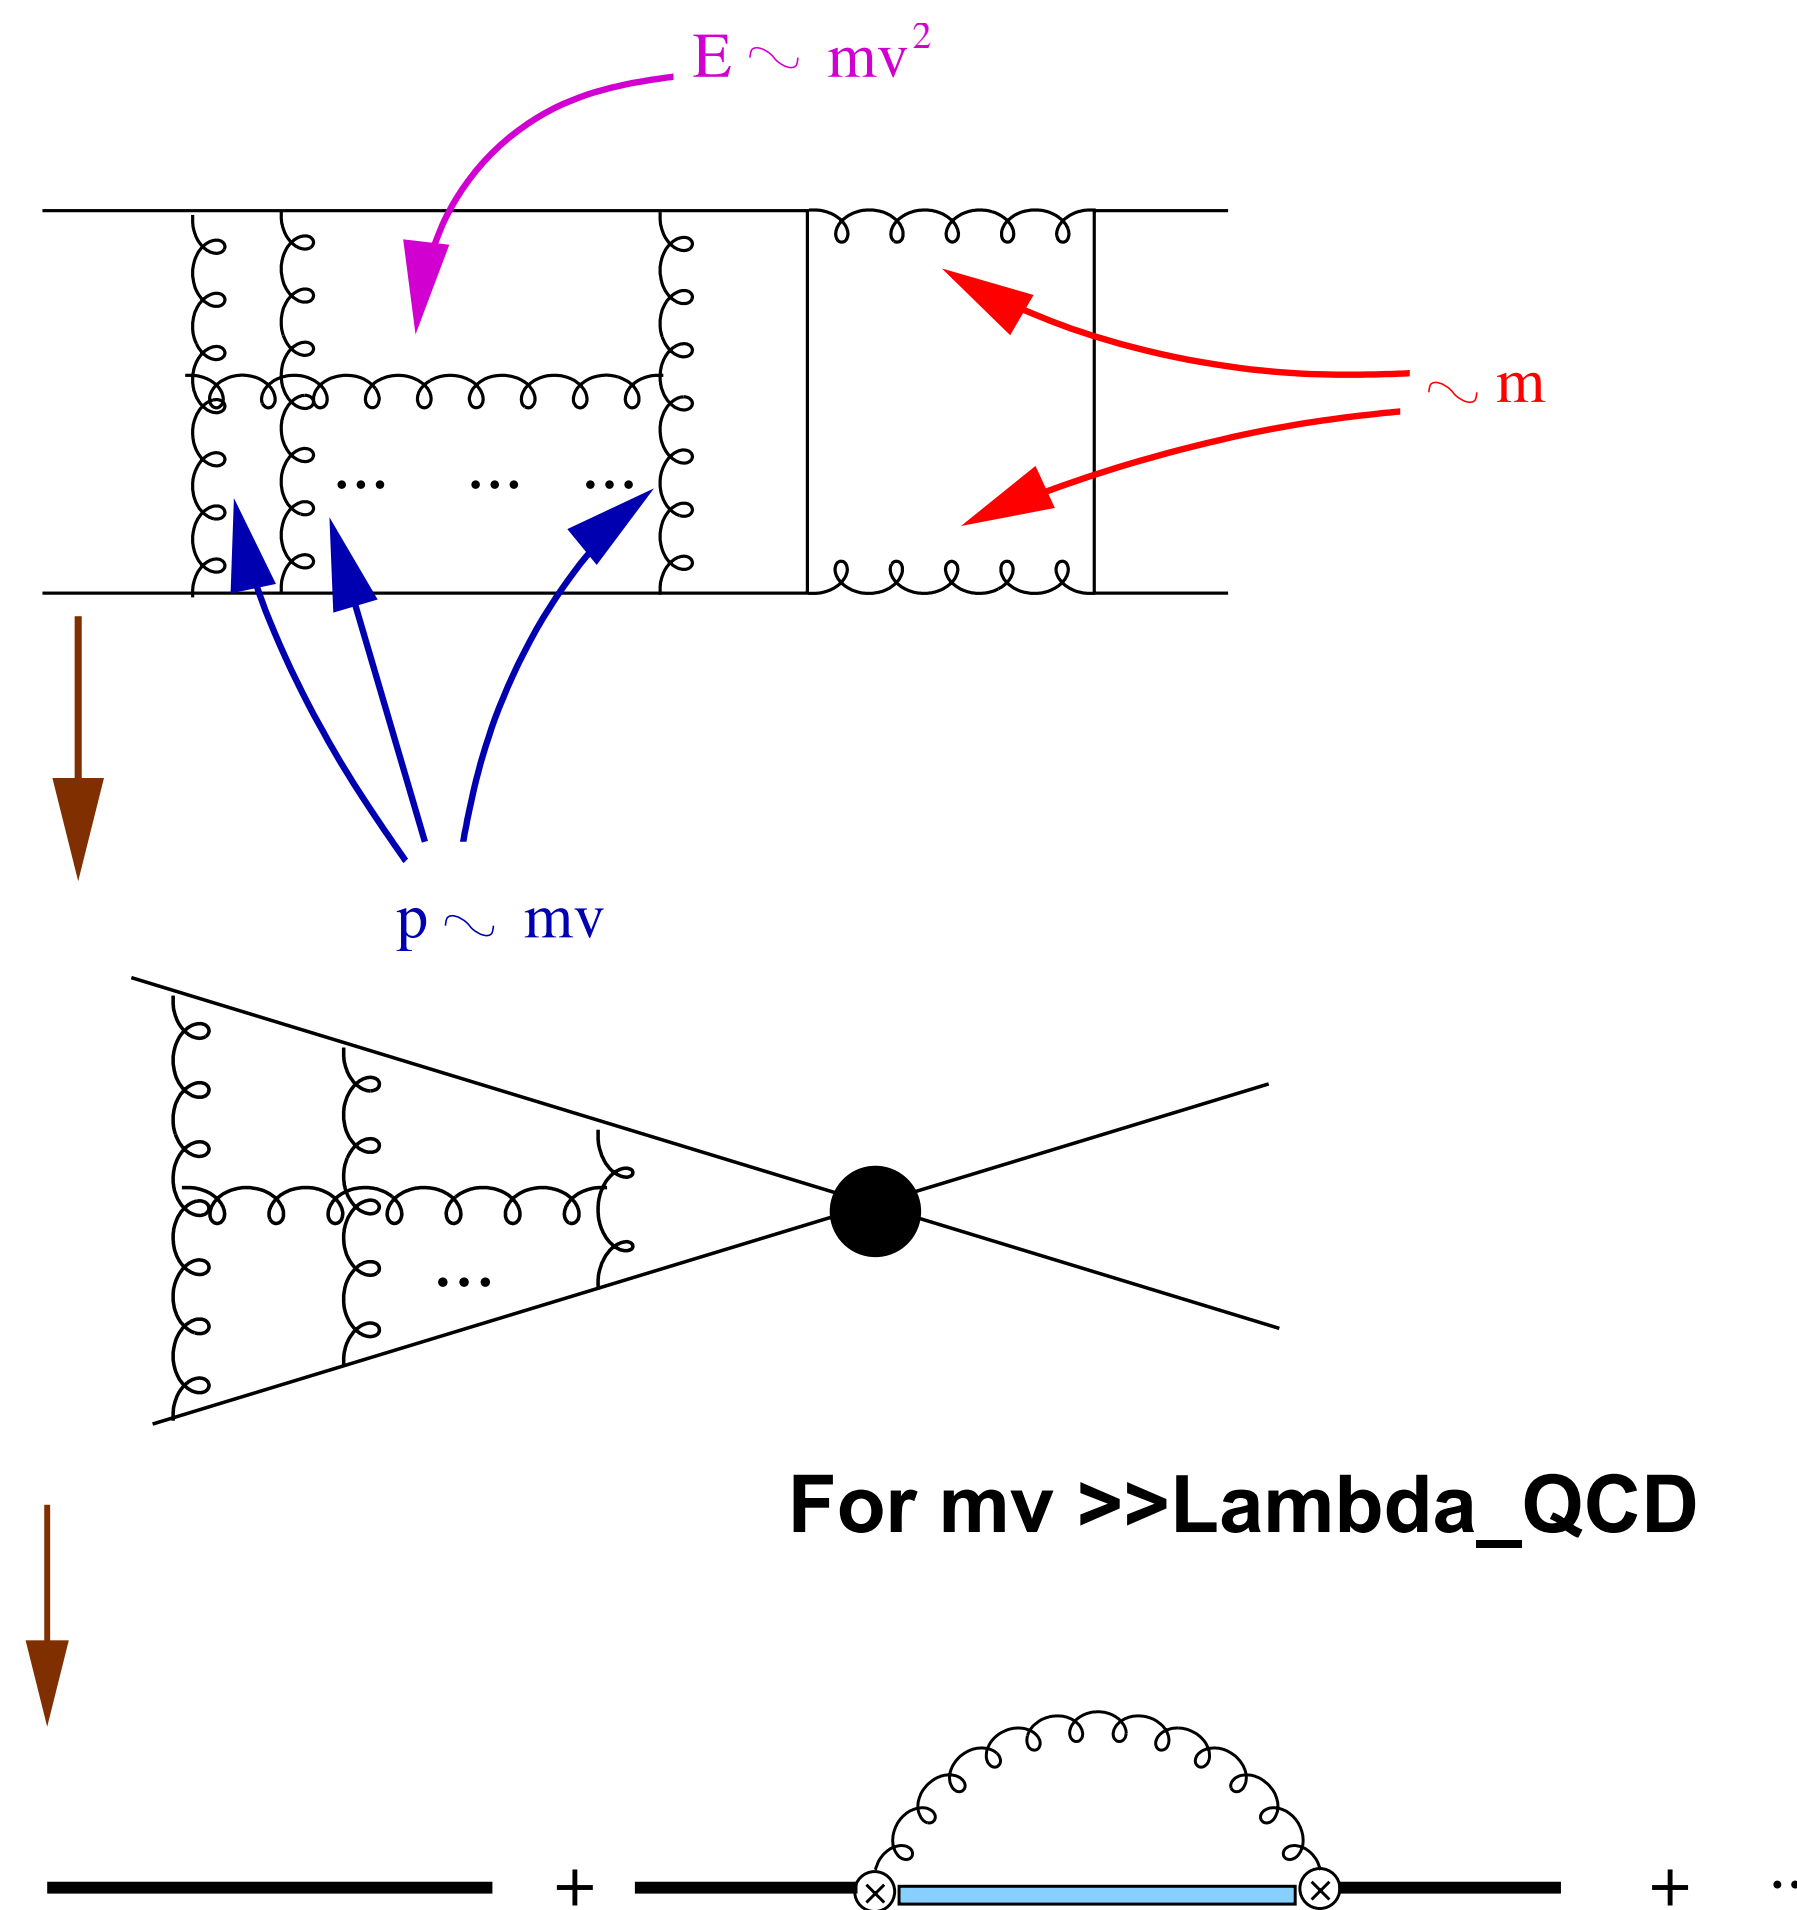 E ∼ mv²
...
...
...
∼ m
p ∼ mv
...
For mv >>Lambda_QCD
+
+
..